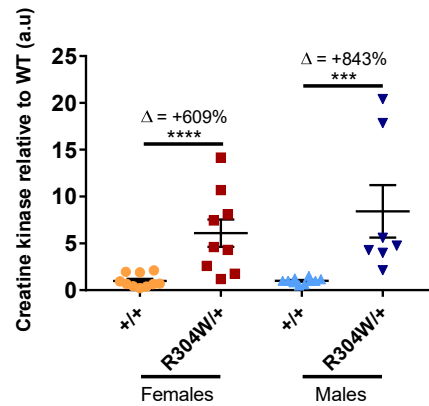 Creatine kinase relative to WT (a.u)
25
20
15
10
5
0
Δ = +609%
****
Δ = +843%
***
+/+
R304W/+
+/+
R304W/+
Females
Males